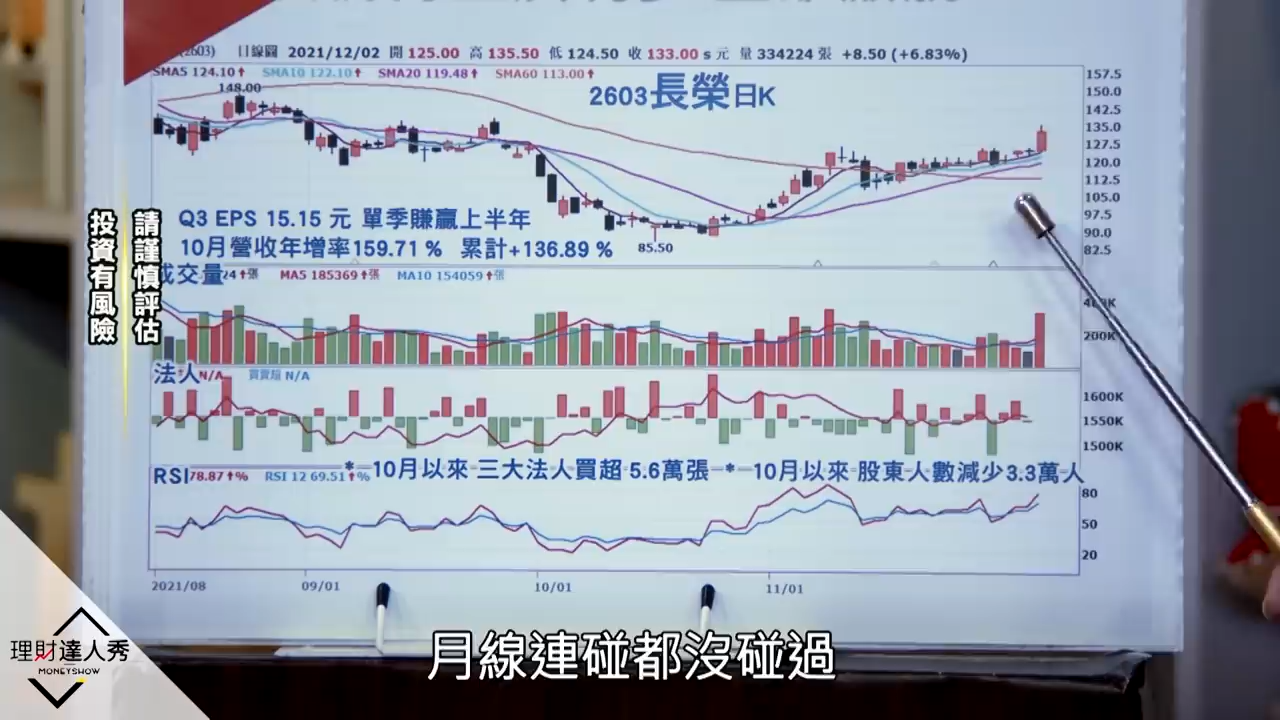 (2603) 日線圖 2021/12/02 開 125.00 高 135.50 低 124.50 收 133.00 s 元 量 334224 張 +8.50 (+6.83%)
SMA5 124.10↑ SMA10 122.10↑ SMA20 119.48↑ SMA60 113.00↑
148.00
2603長榮日K
157.5
150.0
142.5
135.0
127.5
120.0
112.5
105.0
97.5
90.0
82.5
Q3 EPS 15.15 元 單季賺贏上半年
10月營收年增率159.71 % 累計+136.89 %
85.50
成交量24↑張 MA5 185369↑張 MA10 154059↑張
200K
法人N/A 買賣超 N/A
1600K
1550K
1500K
RSI78.87↑% RSI 12 69.51↑% *-10月以來 三大法人買超 5.6萬張-*-10月以來 股東人數減少3.3萬人
80
50
20
2021/08 09/01 10/01 11/01
請謹慎評估
投資有風險
理財達人秀
MONEYSHOW
月線連碰都沒碰過